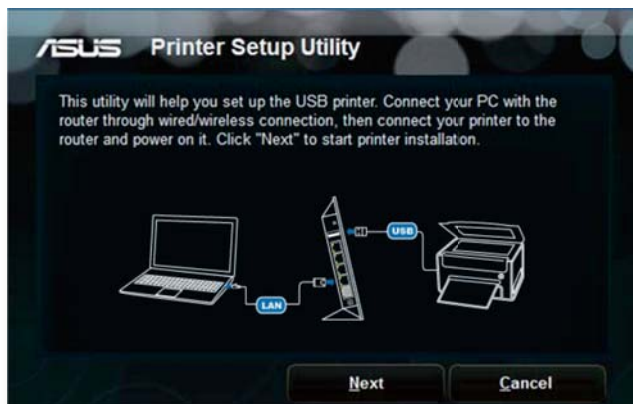 ASUS Printer Setup Utility
This utility will help you set up the USB printer. Connect your PC with the
router through wired/wireless connection, then connect your printer to the
router and power on it. Click "Next" to start printer installation.
USB
LAN
Next Cancel